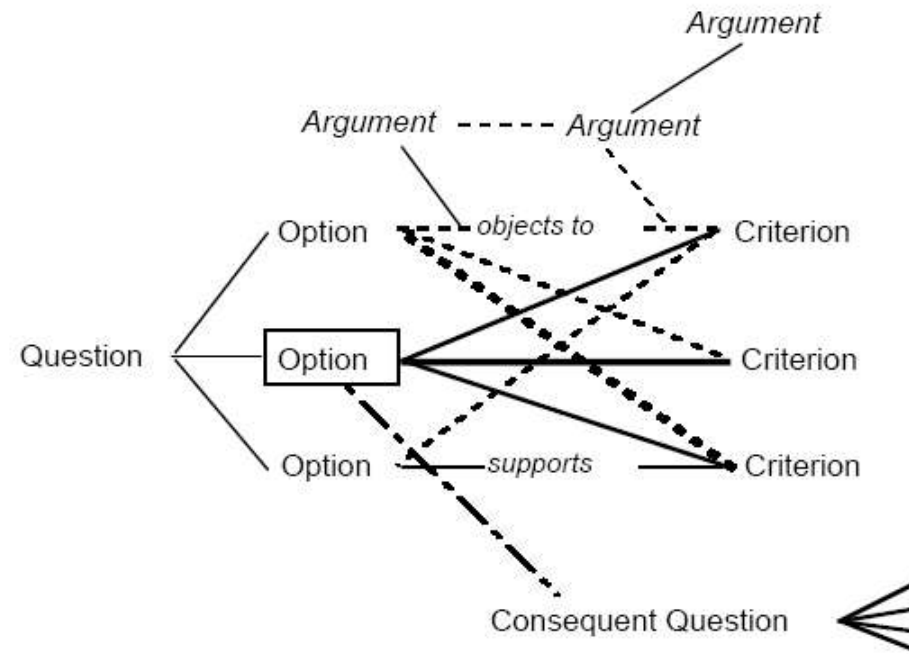 Argument
Argument Argument
Option objects to Criterion
Question Option Criterion
Option supports Criterion
Consequent Question